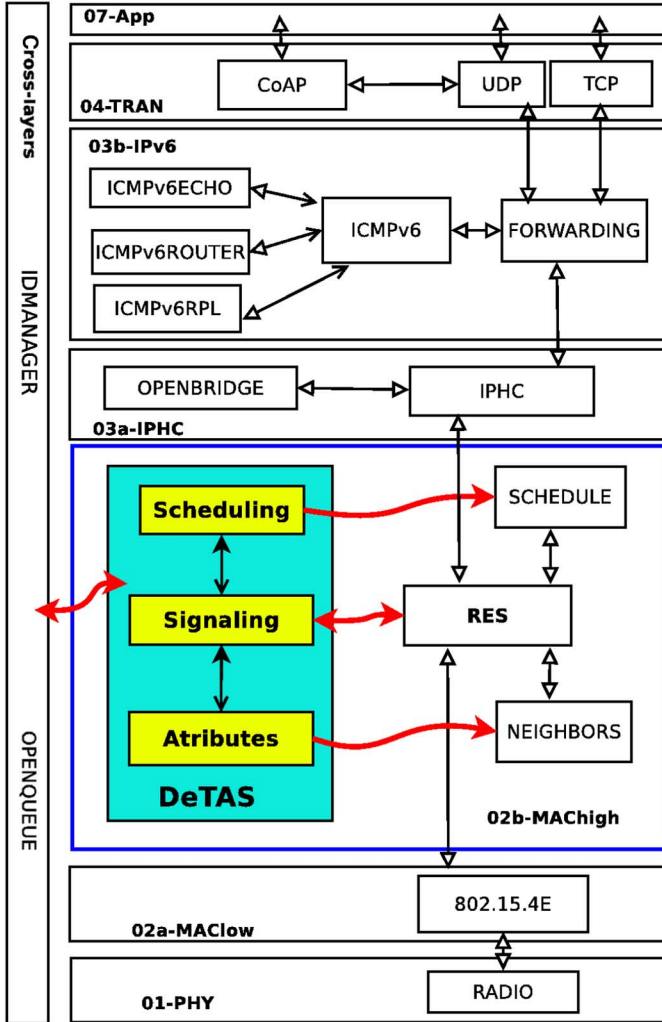 07-App
Cross-layers
CoAP
UDP
TCP
04-TRAN
03b-IPv6
ICMPv6ECHO
ICMPv6
FORWARDING
ICMPv6ROUTER
ICMPv6RPL
IDMANAGER
OPENBRIDGE
IPHC
03a-IPHC
Scheduling
SCHEDULE
Signaling
RES
Atributes
NEIGHBORS
DeTAS
OPENQUEUE
02b-MAChigh
802.15.4E
02a-MAClow
RADIO
01-PHY